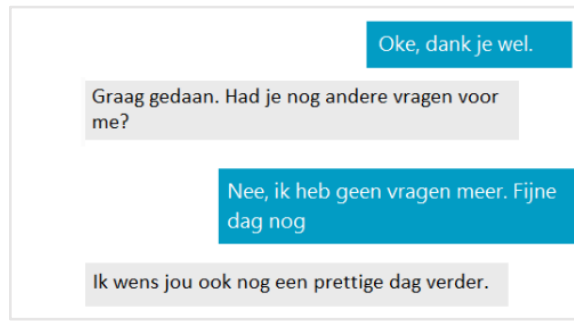 Oke, dank je wel.
Graag gedaan. Had je nog andere vragen voor
me?
Nee, ik heb geen vragen meer. Fijne
dag nog
Ik wens jou ook nog een prettige dag verder.